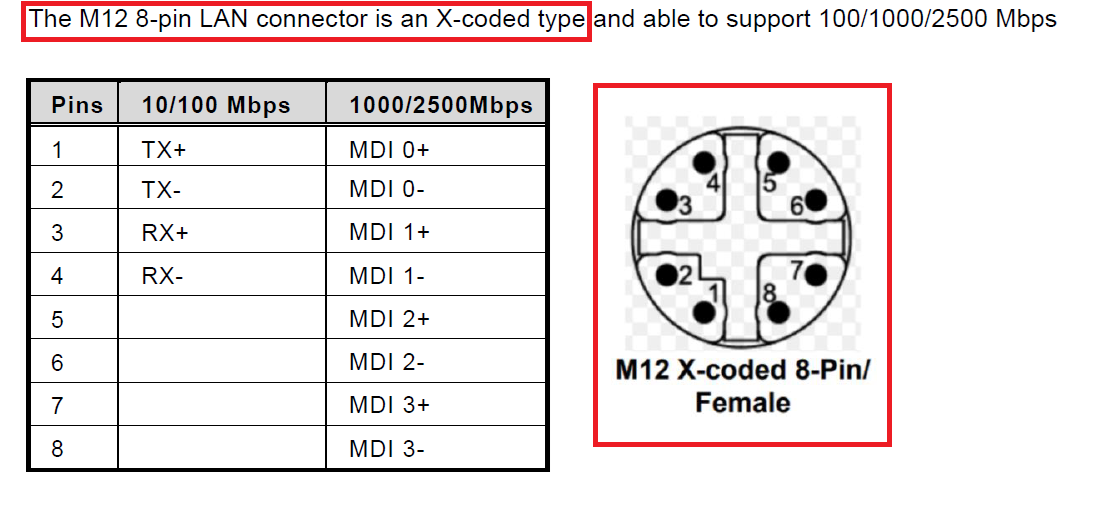 The M12 8-pin LAN connector is an X-coded type and able to support 100/1000/2500 Mbps
Pins 10/100 Mbps 1000/2500Mbps
1 TX+ MDI 0+
2 TX- MDI 0-
3 RX+ MDI 1+
4 RX- MDI 1-
5 MDI 2+
6 MDI 2-
7 MDI 3+
8 MDI 3-
4 5
3 6
2 7
1 8
M12 X-coded 8-Pin/
Female